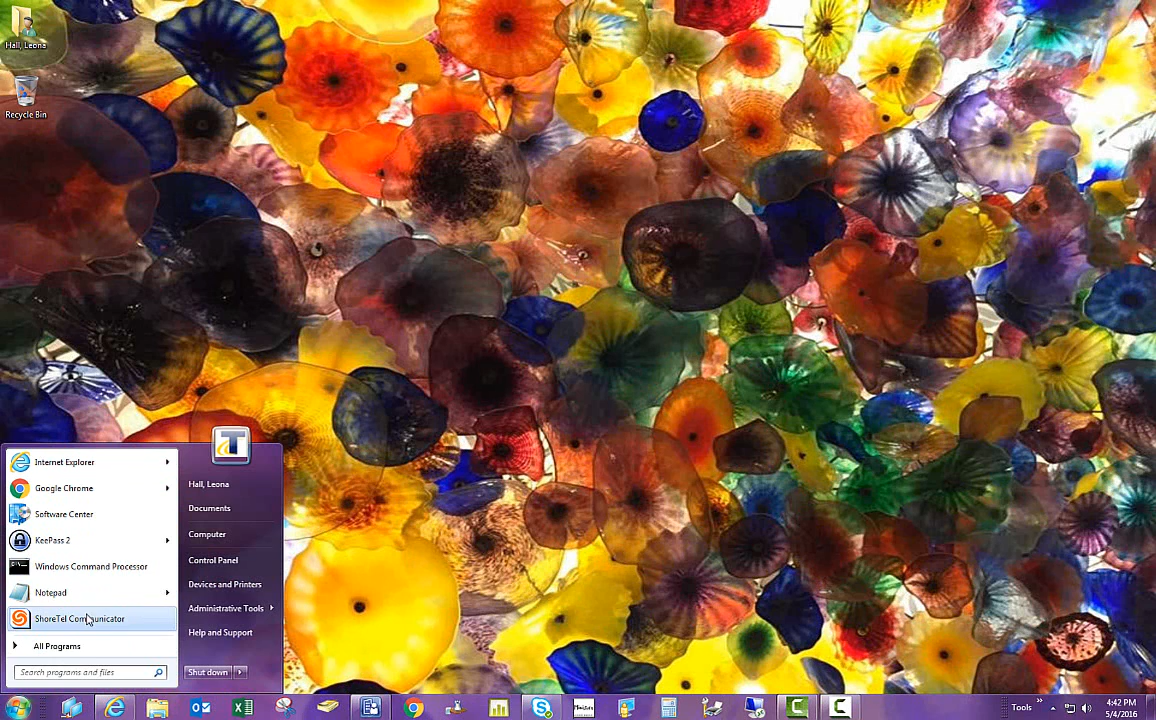 Hall, Leona
Recycle Bin
Internet Explorer
Google Chrome
Software Center
KeePass 2
Windows Command Processor
Notepad
ShoreTel Communicator
All Programs
Search programs and files
Hall, Leona
Documents
Computer
Control Panel
Devices and Printers
Administrative Tools
Help and Support
Shut down
Tools
4:42 PM
5/4/2016